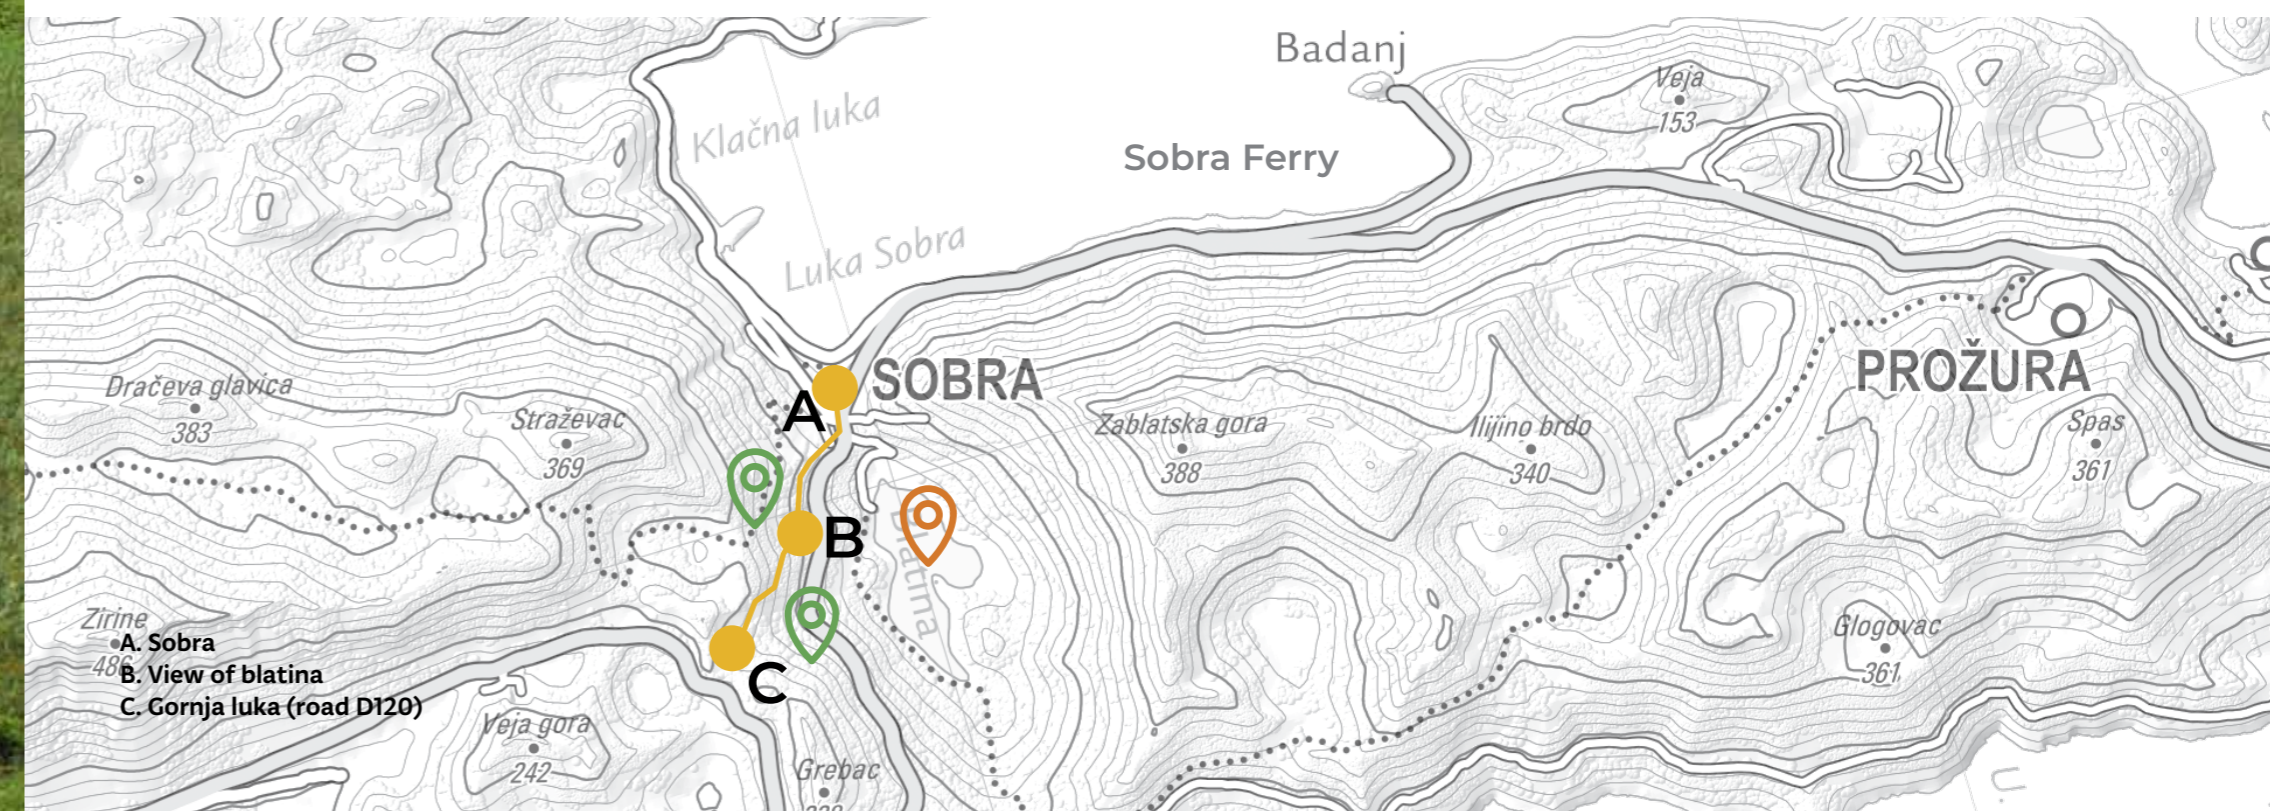 Badanj
Veja
153
Klačna luka
Sobra Ferry
Luka Sobra
SOBRA
PROŽURA
Dračeva glavica
383
Straževac
369
A
Zablatska gora
388
Ilijino brdo
340
Spas
361
B
Blatina
Zirine
486
A. Sobra
B. View of blatina
C. Gornja luka (road D120)
C
Glogovac
361
Veja gora
242
Grebac
U.